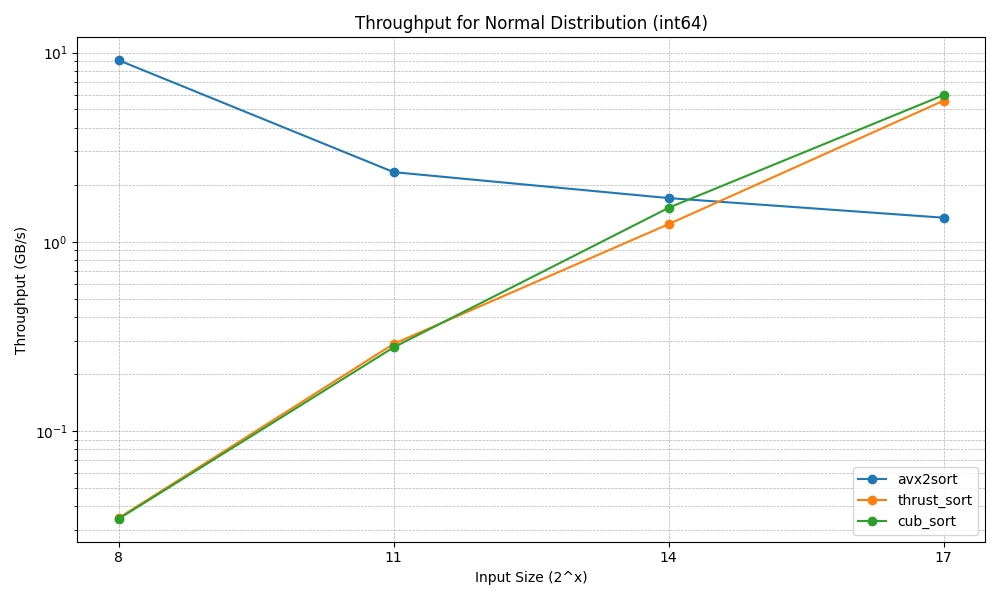 Throughput for Normal Distribution (int64)
Throughput (GB/s)
10^1
10^0
10^-1
8
11
14
17
Input Size (2^x)
avx2sort
thrust_sort
cub_sort